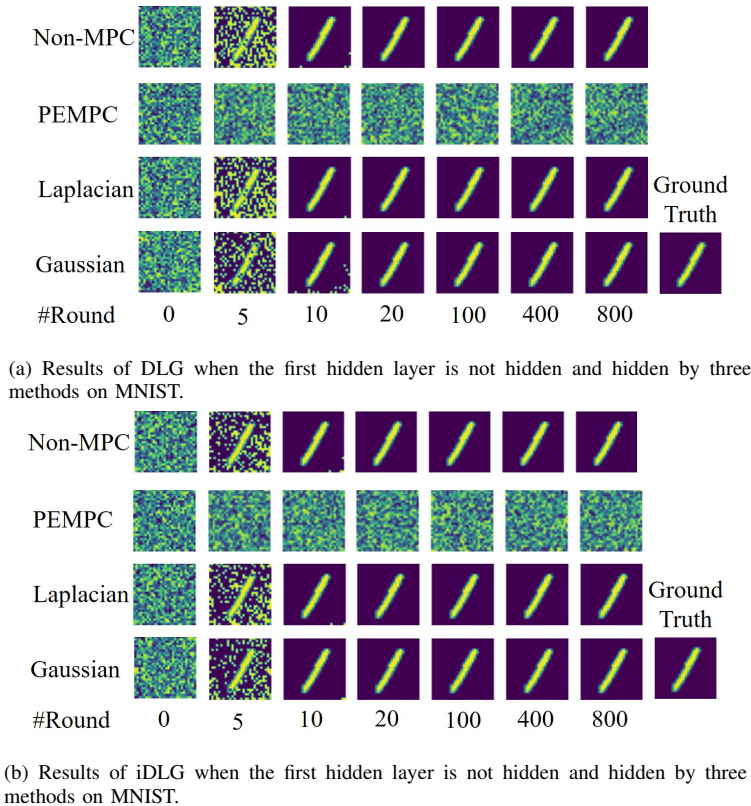 Non-MPC
PEMPC
Laplacian
Ground
Truth
Gaussian
#Round 0 5 10 20 100 400 800
(a) Results of DLG when the first hidden layer is not hidden and hidden by three
methods on MNIST.
Non-MPC
PEMPC
Laplacian
Ground
Truth
Gaussian
#Round 0 5 10 20 100 400 800
(b) Results of iDLG when the first hidden layer is not hidden and hidden by three
methods on MNIST.